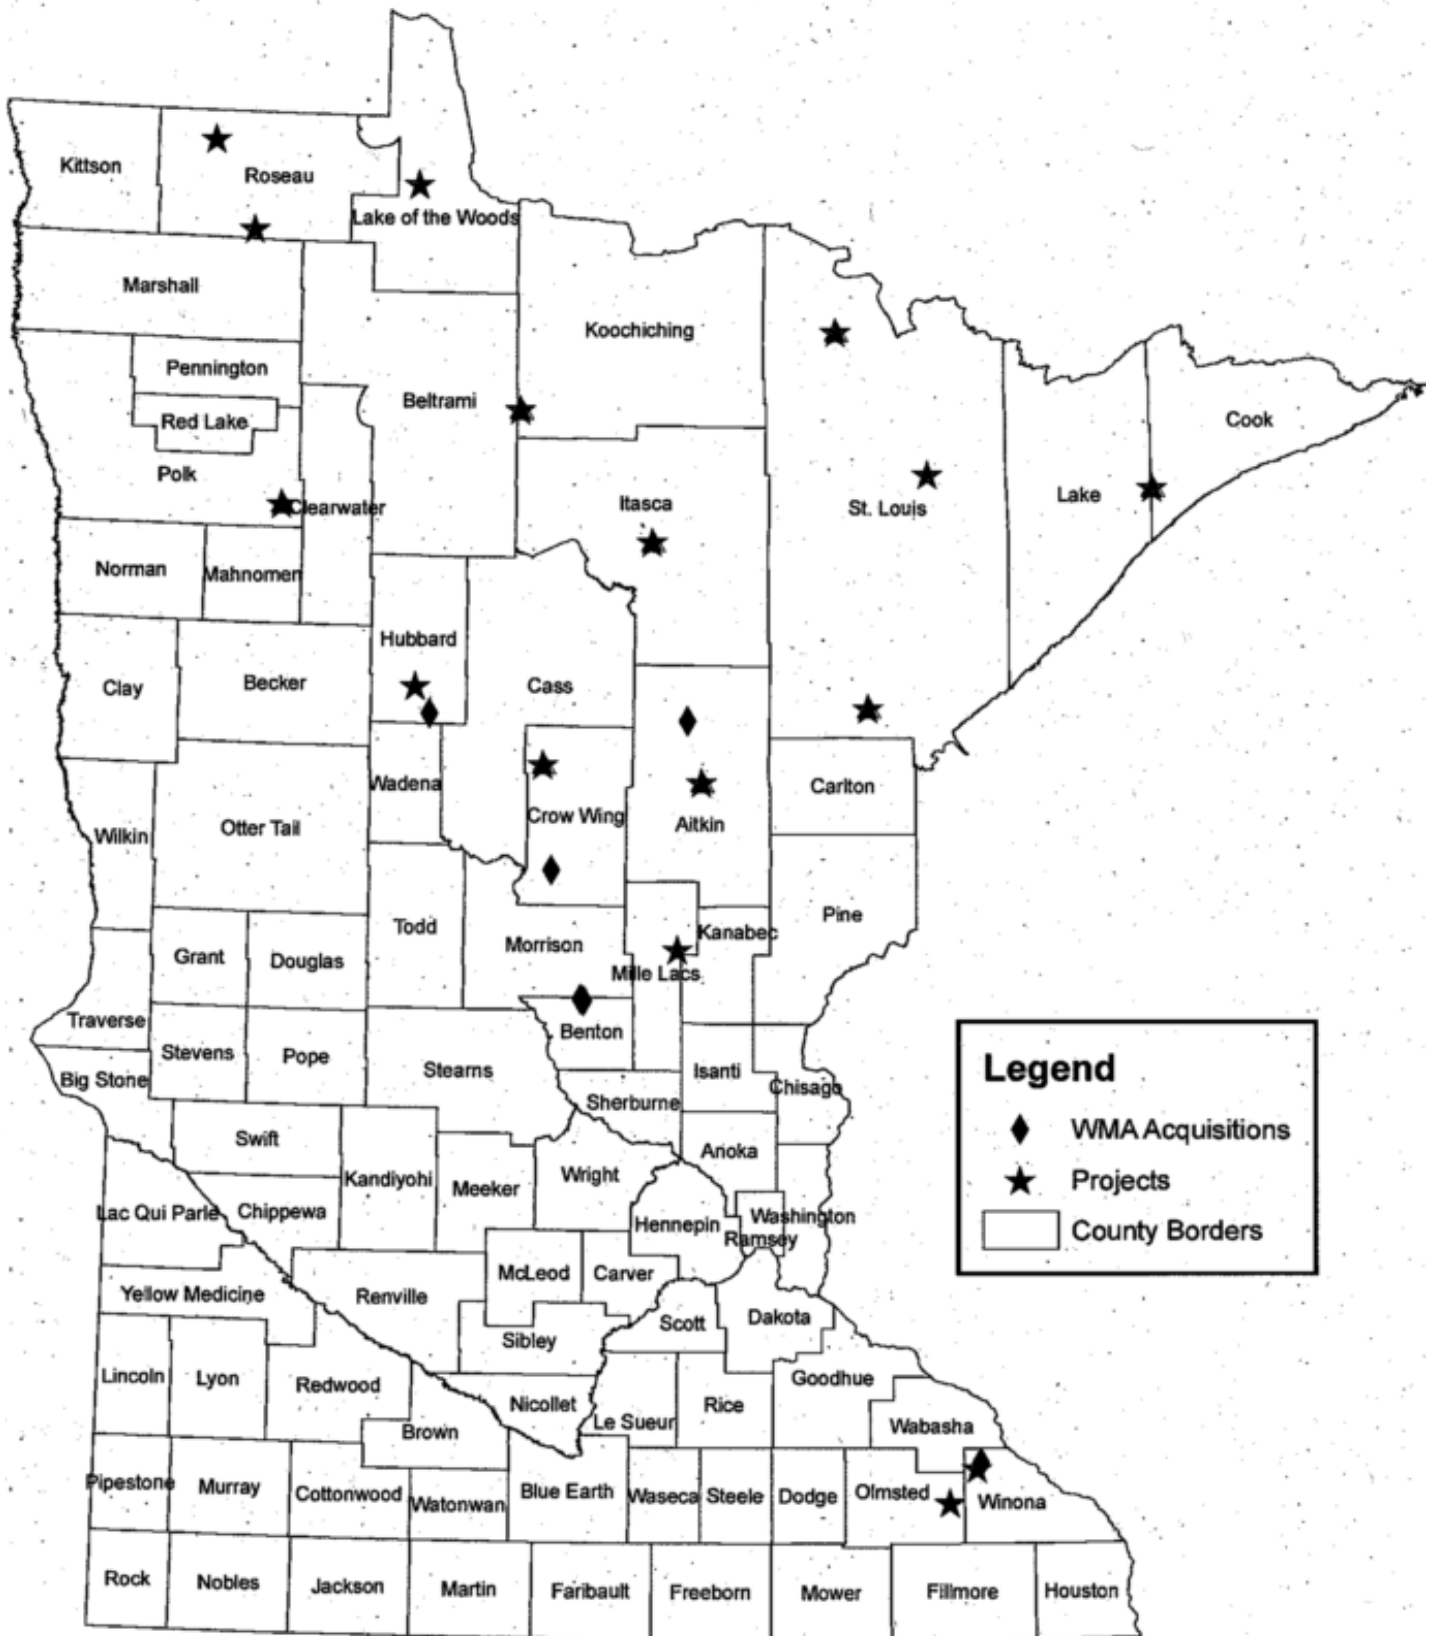 Kittson
Roseau
Lake of the Woods
Marshall
Koochiching
Pennington
Beltrami
Red Lake
Cook
Polk
Clearwater
Itasca
St. Louis
Lake
Norman
Mahnomen
Hubbard
Clay
Becker
Cass
Wadena
Carlton
Crow Wing
Aitkin
Wilkin
Otter Tail
Todd
Pine
Kanabec
Morrison
Grant
Douglas
Mille Lacs
Traverse
Benton
Stevens
Pope
Stearns
Isanti
Big Stone
Chisago
Sherburne
Swift
Anoka
Wright
Kandiyohi
Meeker
Lac Qui Parle
Chippewa
Hennepin
Washington
Ramsey
McLeod
Carver
Yellow Medicine
Renville
Scott
Dakota
Sibley
Lincoln
Lyon
Redwood
Goodhue
Nicollet
Rice
Le Sueur
Brown
Wabasha
Pipestone
Murray
Cottonwood
Watonwan
Blue Earth
Waseca
Steele
Dodge
Olmsted
Winona
Rock
Nobles
Jackson
Martin
Faribault
Freeborn
Mower
Fillmore
Houston
Legend
WMA Acquisitions
Projects
County Borders